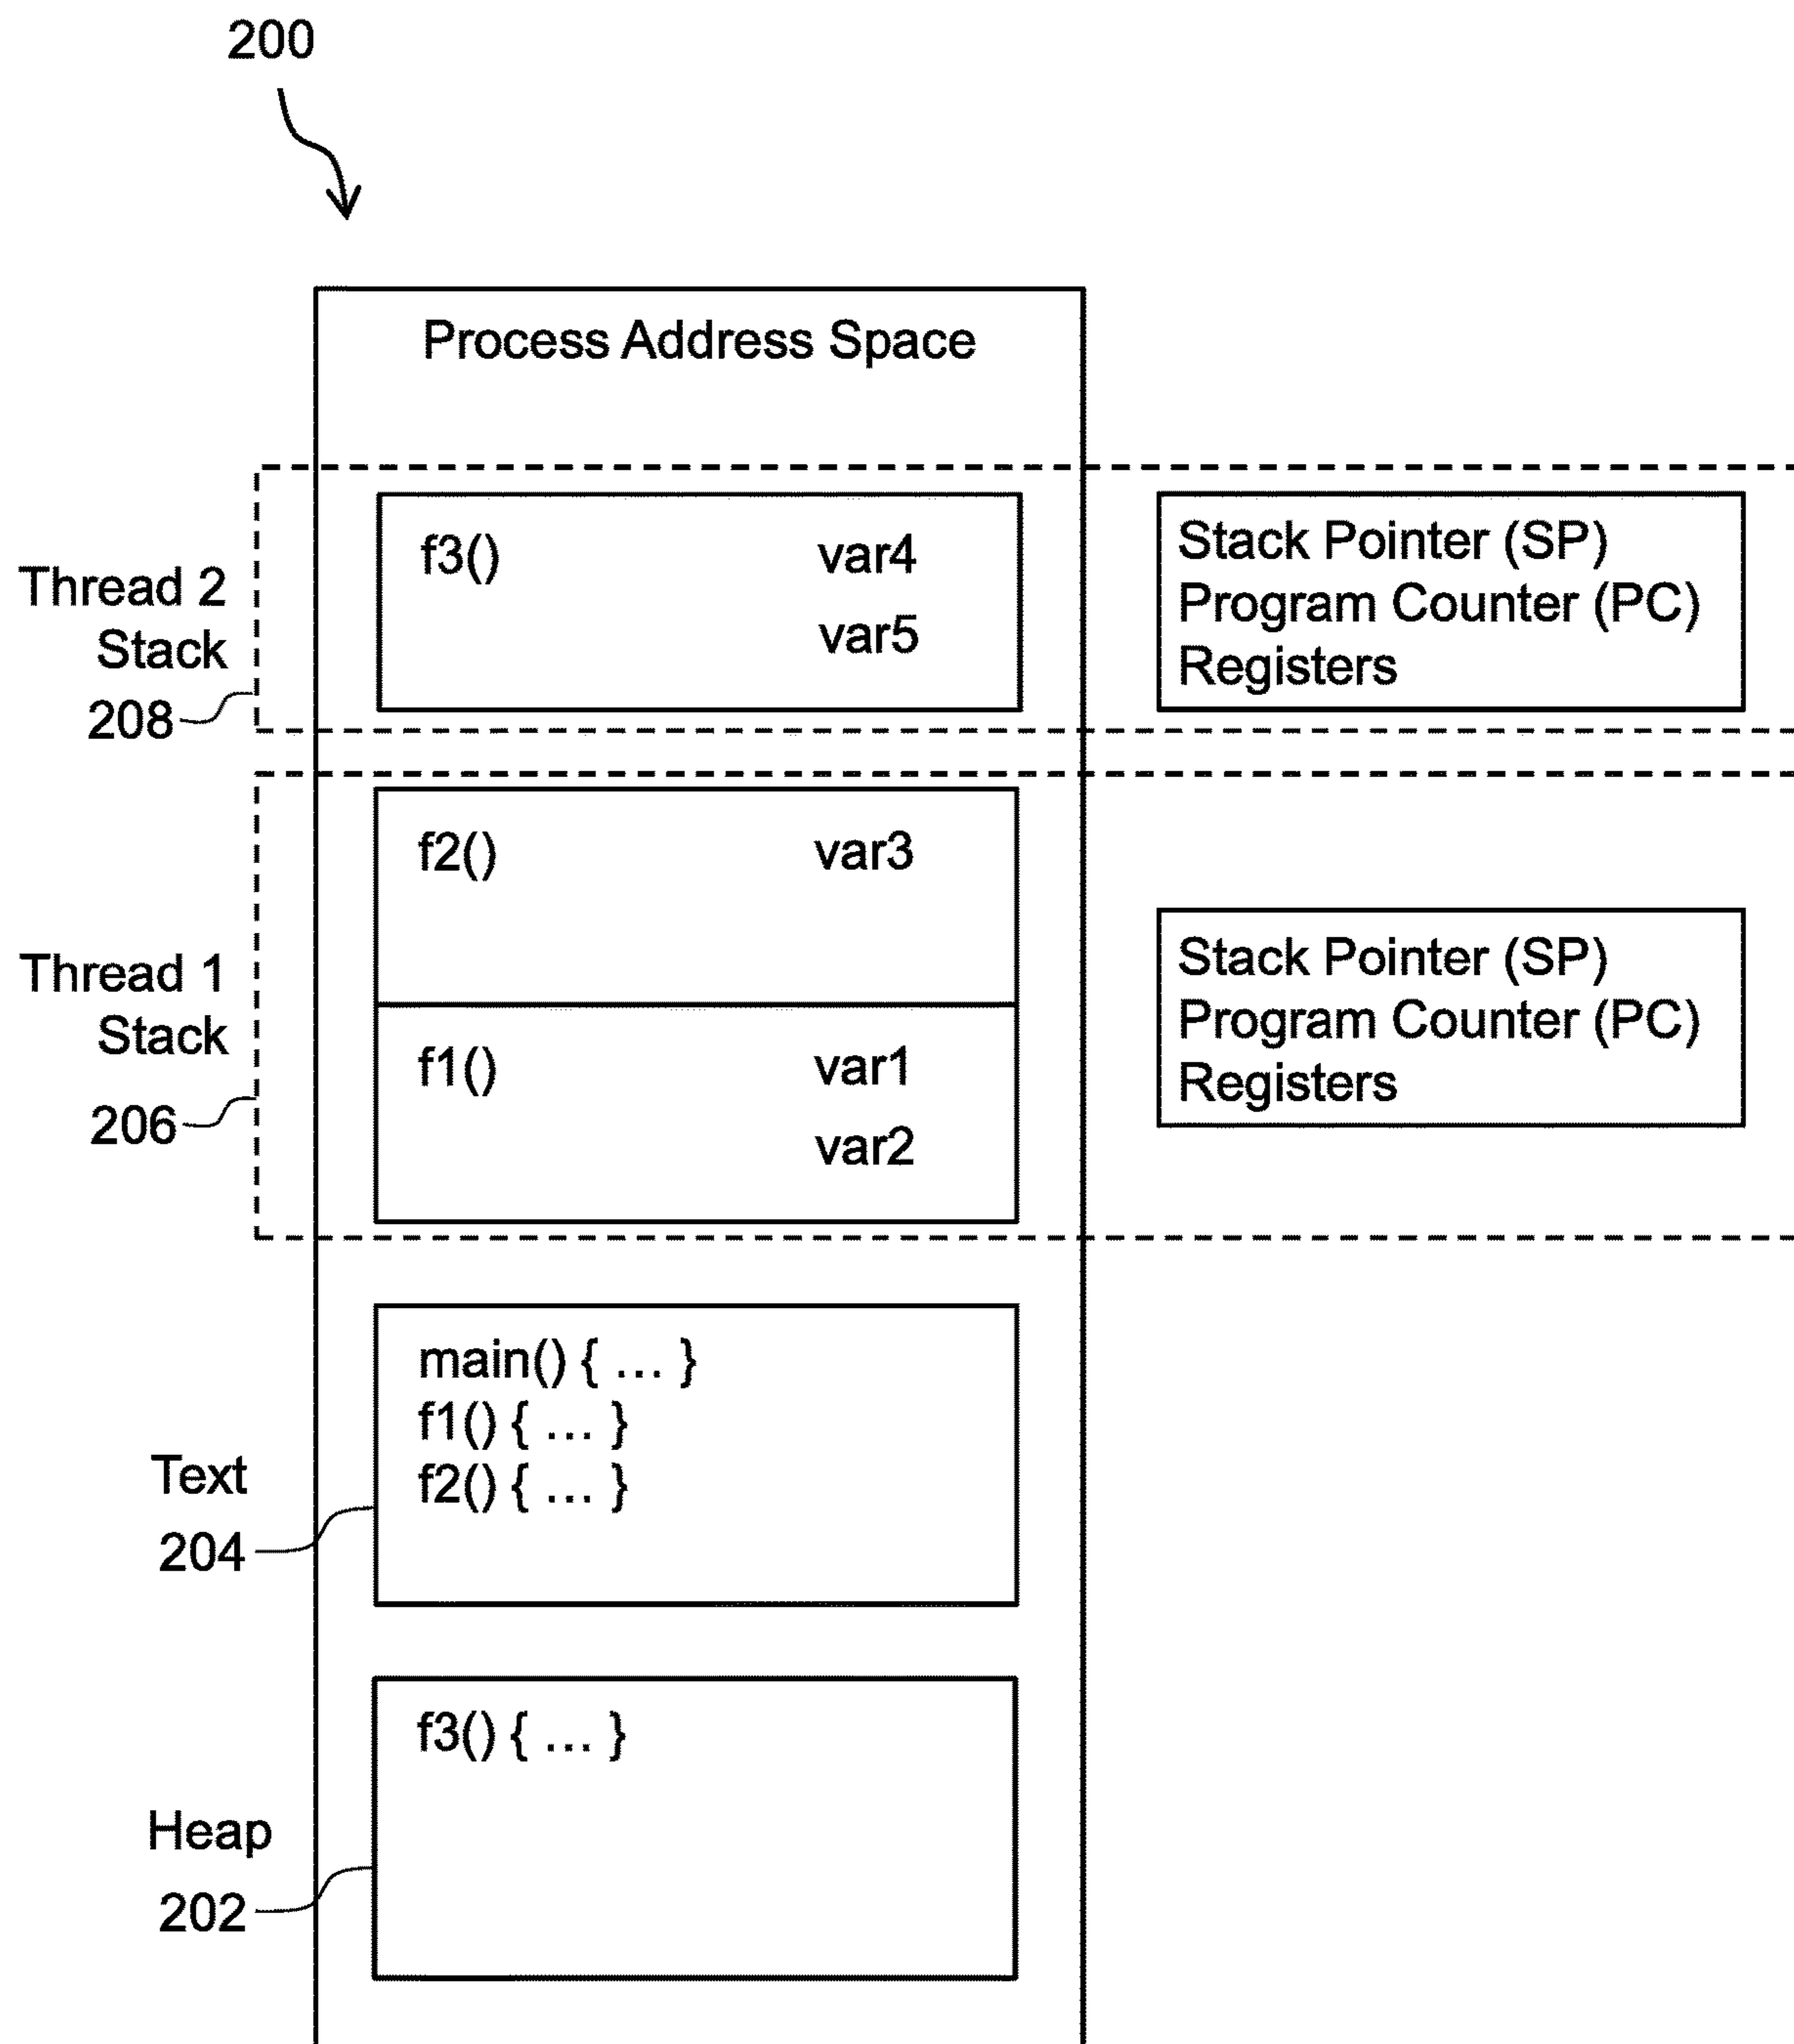 200
Process Address Space
Thread 2
Stack
208
f3() var4
var5
Stack Pointer (SP)
Program Counter (PC)
Registers
Thread 1
Stack
206
f2() var3
f1() var1
var2
Stack Pointer (SP)
Program Counter (PC)
Registers
Text
204
main() { ... }
f1() { ... }
f2() { ... }
Heap
202
f3() { ... }